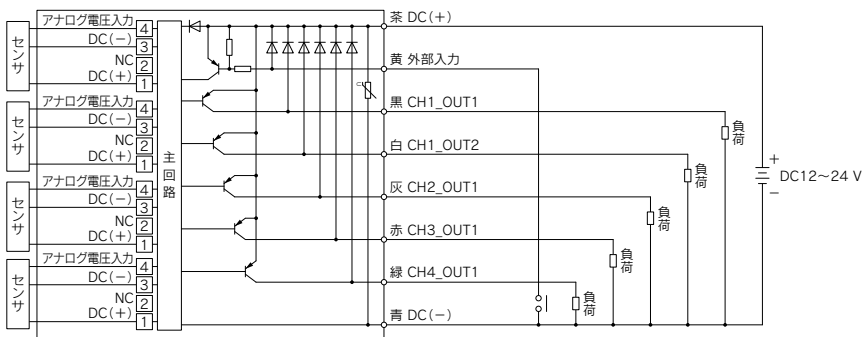 センサ
アナログ電圧入力
4
DC(−)
3
NC
2
DC(+)
1
センサ
アナログ電圧入力
4
DC(−)
3
NC
2
DC(+)
1
センサ
アナログ電圧入力
4
DC(−)
3
NC
2
DC(+)
1
センサ
アナログ電圧入力
4
DC(−)
3
NC
2
DC(+)
1
主回路
茶 DC(+)
黄 外部入力
黒 CH1_OUT1
白 CH1_OUT2
灰 CH2_OUT1
赤 CH3_OUT1
緑 CH4_OUT1
青 DC(−)
負荷
負荷
負荷
負荷
負荷
+
−
DC12～24 V